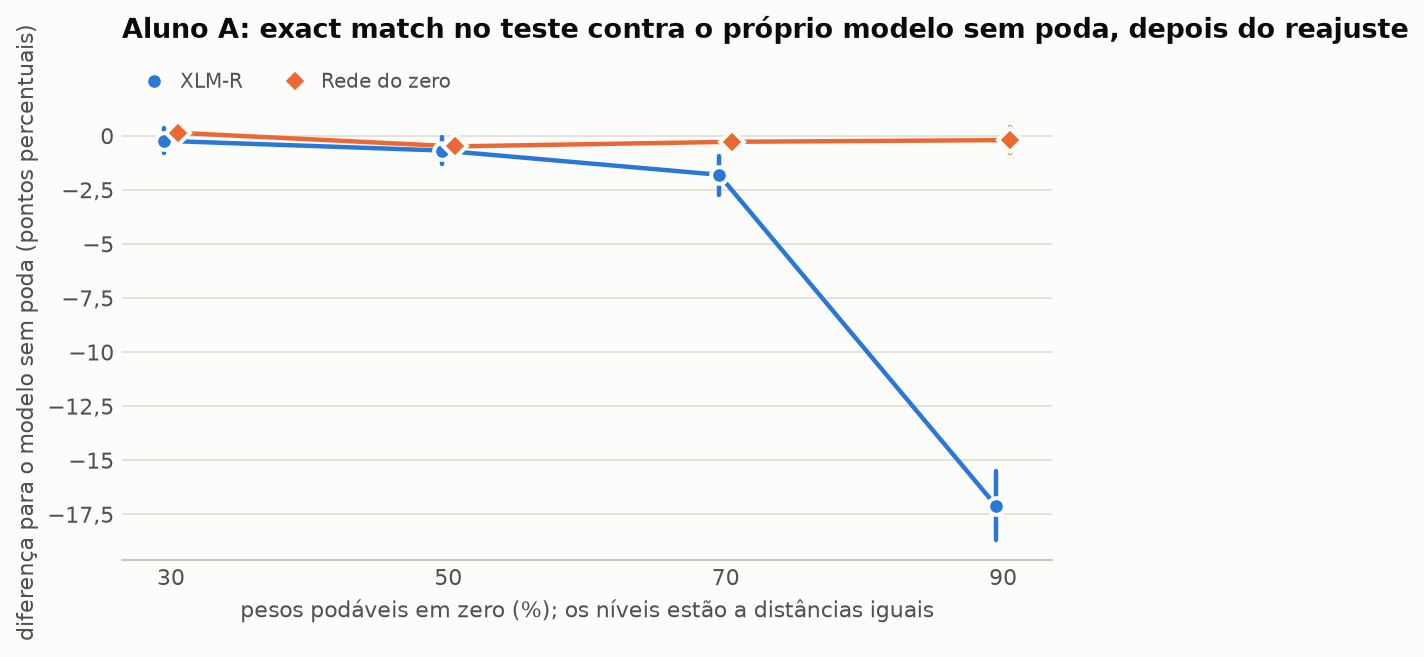 Aluno A: exact match no teste contra o próprio modelo sem poda, depois do reajuste
XLM-R
Rede do zero
diferença para o modelo sem poda (pontos percentuais)
0
−2,5
−5
−7,5
−10
−12,5
−15
−17,5
30
50
70
90
pesos podáveis em zero (%); os níveis estão a distâncias iguais